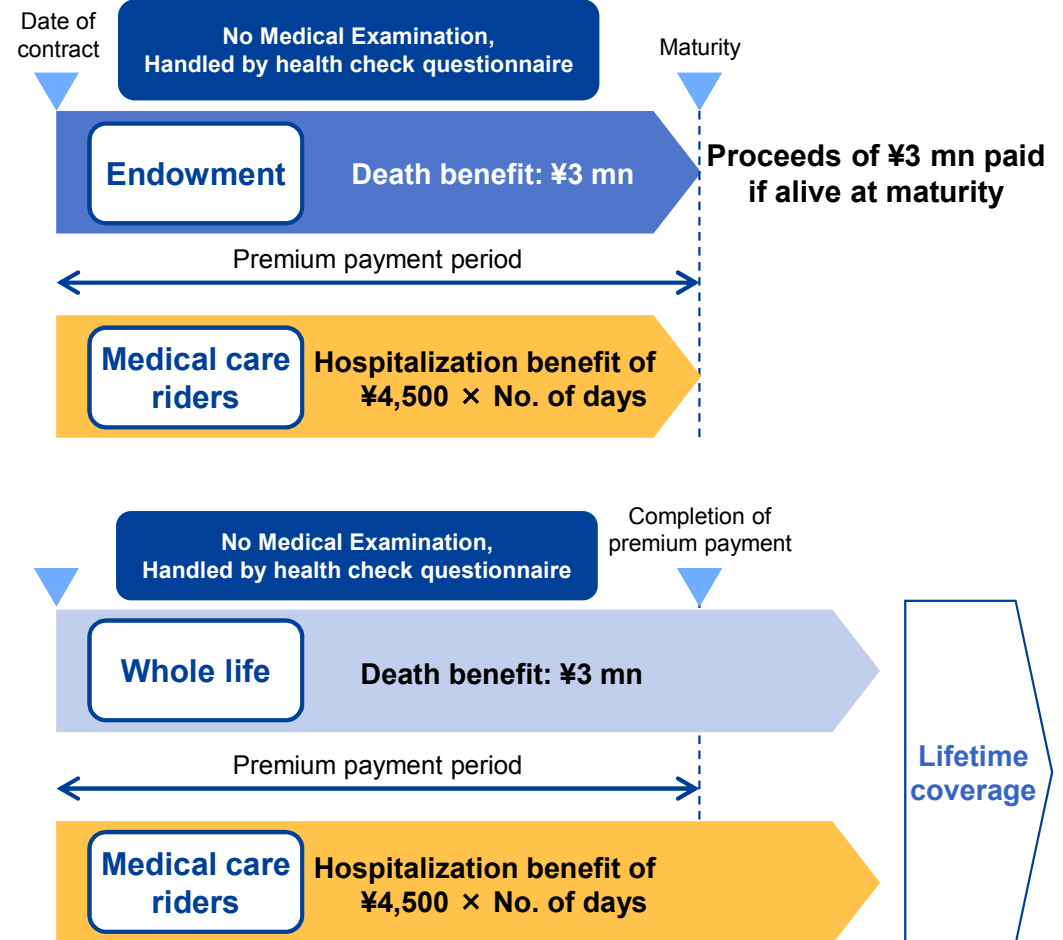 Date of
contract
No Medical Examination,
Handled by health check questionnaire
Maturity
Endowment
Death benefit: ¥3 mn
Proceeds of ¥3 mn paid
if alive at maturity
Premium payment period
Medical care
riders
Hospitalization benefit of
¥4,500 × No. of days
No Medical Examination,
Handled by health check questionnaire
Completion of
premium payment
Whole life
Death benefit: ¥3 mn
Premium payment period
Lifetime
coverage
Medical care
riders
Hospitalization benefit of
¥4,500 × No. of days